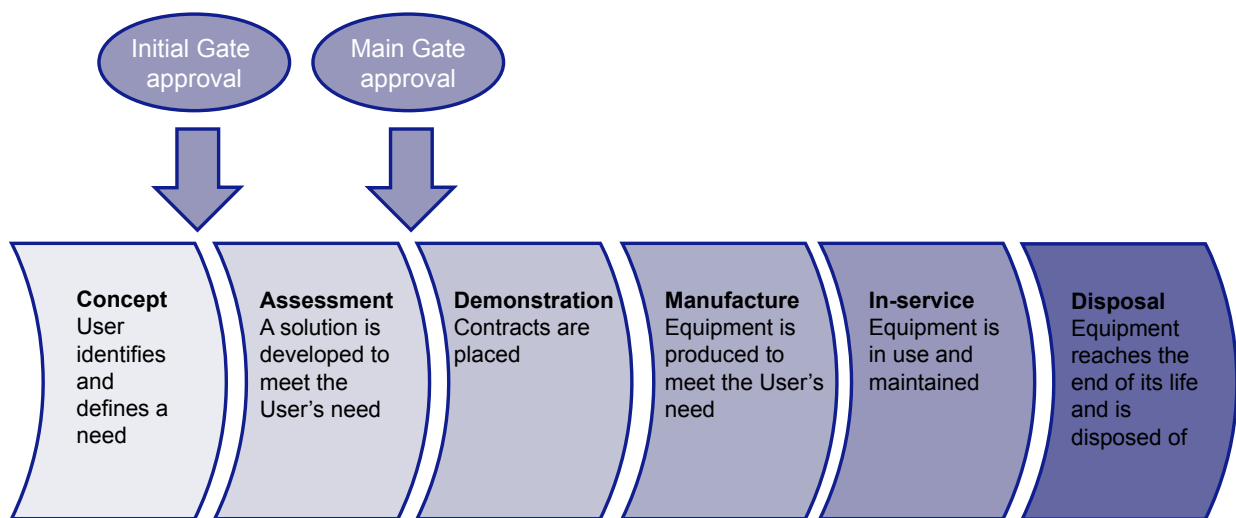 Initial Gate
approval
Main Gate
approval
Concept
User
identifies
and
defines a
need
Assessment
A solution is
developed to
meet the
User's need
Demonstration
Contracts are
placed
Manufacture
Equipment is
produced to
meet the User's
need
In-service
Equipment is
in use and
maintained
Disposal
Equipment
reaches the
end of its life
and is
disposed of